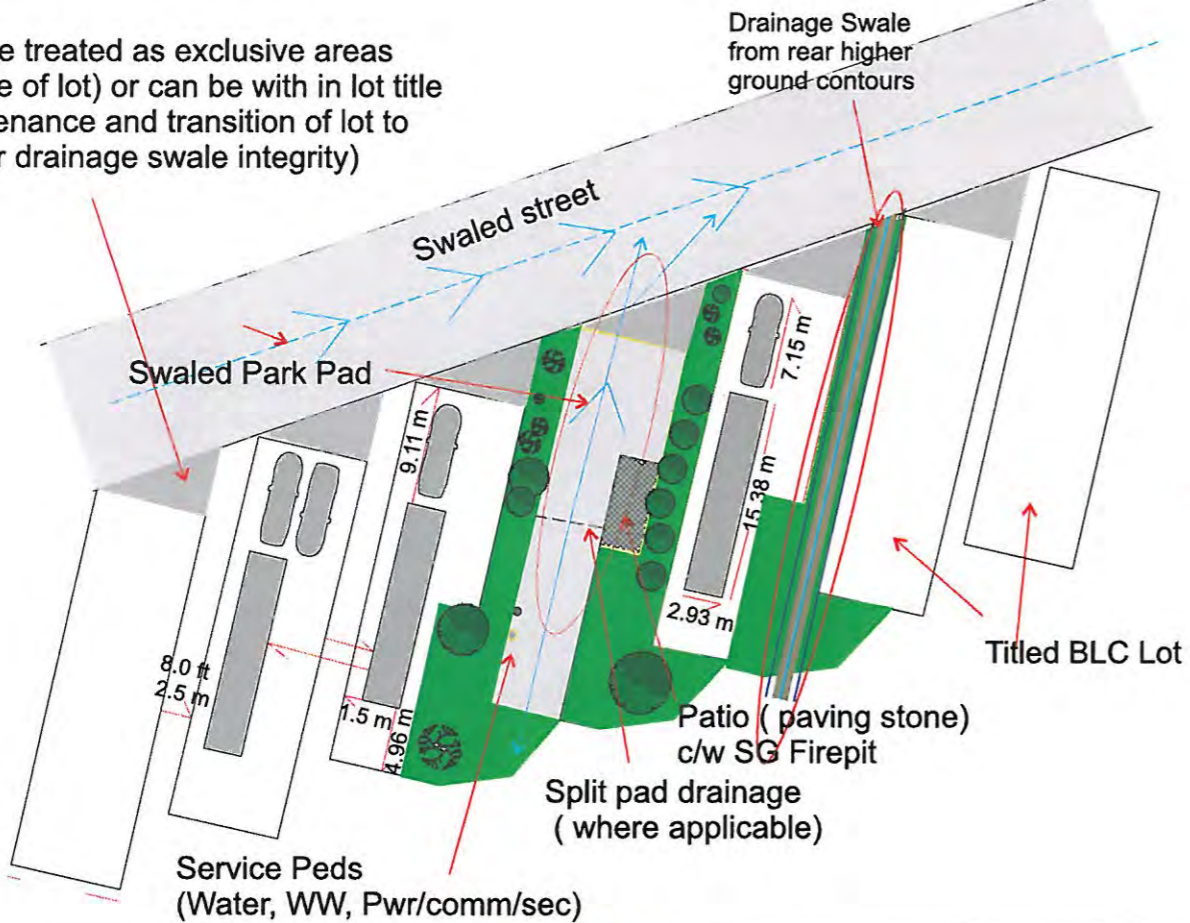 e treated as exclusive areas
e of lot) or can be with in lot title
enance and transition of lot to
r drainage swale integrity)
Drainage Swale
from rear higher
ground contours
Swaled street
Swaled Park Pad
9.11 m
7.15 m
15.38 m
2.93 m
8.0 ft
2.5 m
1.5 m
4.96 m
Titled BLC Lot
Patio ( paving stone)
c/w SG Firepit
Split pad drainage
( where applicable)
Service Peds
(Water, WW, Pwr/comm/sec)